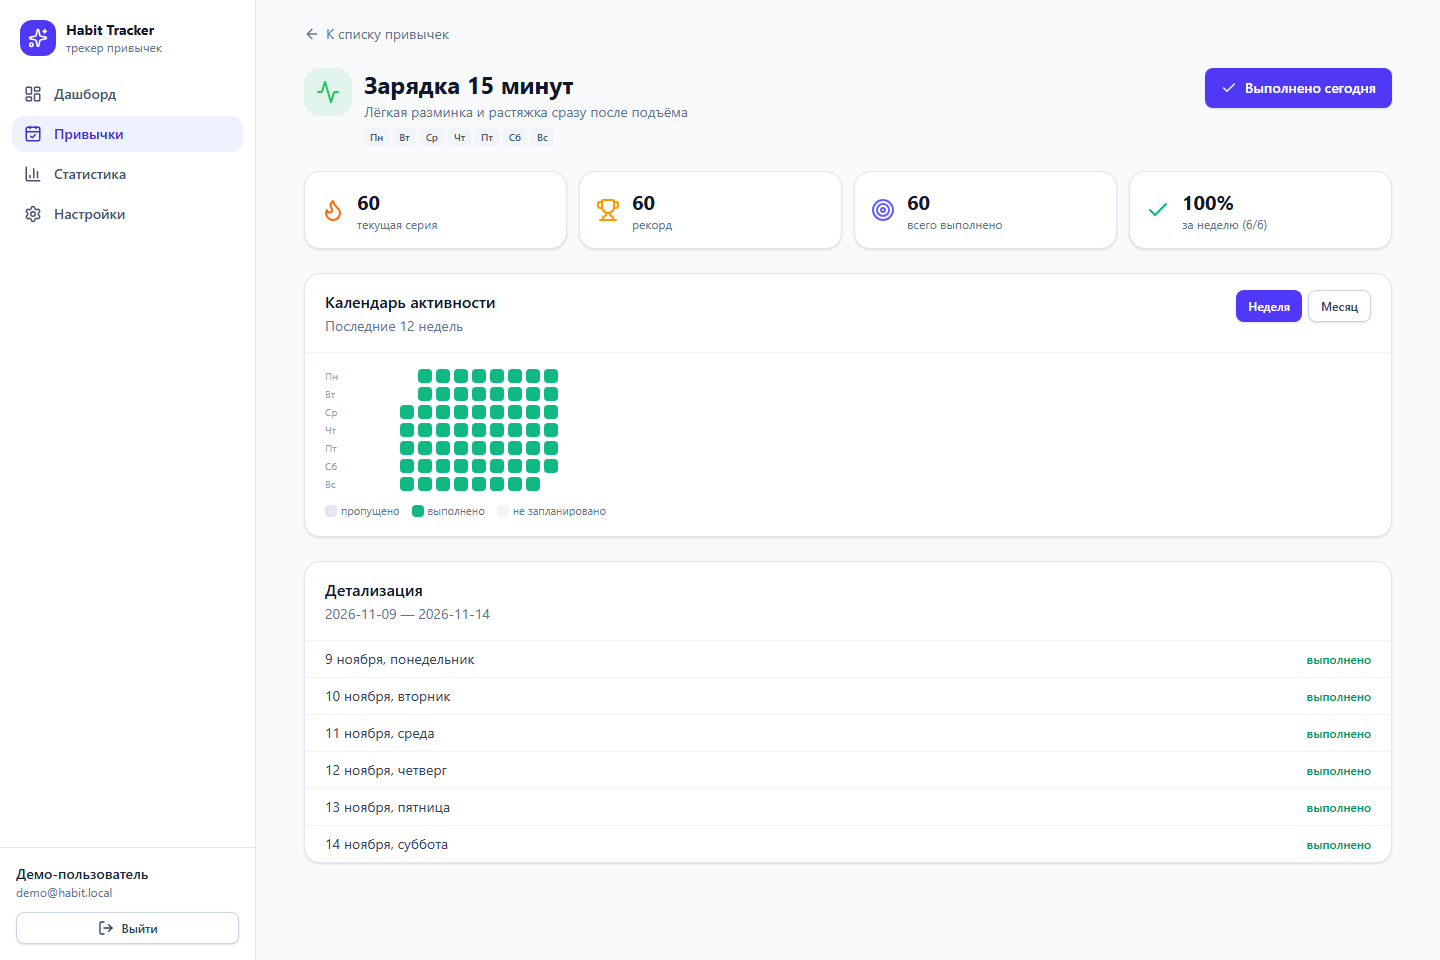 Habit Tracker
трекер привычек
Дашборд
Привычки
Статистика
Настройки
Демо-пользователь
demo@habit.local
Выйти
К списку привычек
Зарядка 15 минут
Лёгкая разминка и растяжка сразу после подъёма
Пн Вт Ср Чт Пт Сб Вс
Выполнено сегодня
60
текущая серия
60
рекорд
60
всего выполнено
100%
за неделю (6/6)
Календарь активности
Последние 12 недель
Неделя
Месяц
Пн
Вт
Ср
Чт
Пт
Сб
Вс
пропущено выполнено не запланировано
Детализация
2026-11-09 — 2026-11-14
9 ноября, понедельник выполнено
10 ноября, вторник выполнено
11 ноября, среда выполнено
12 ноября, четверг выполнено
13 ноября, пятница выполнено
14 ноября, суббота выполнено